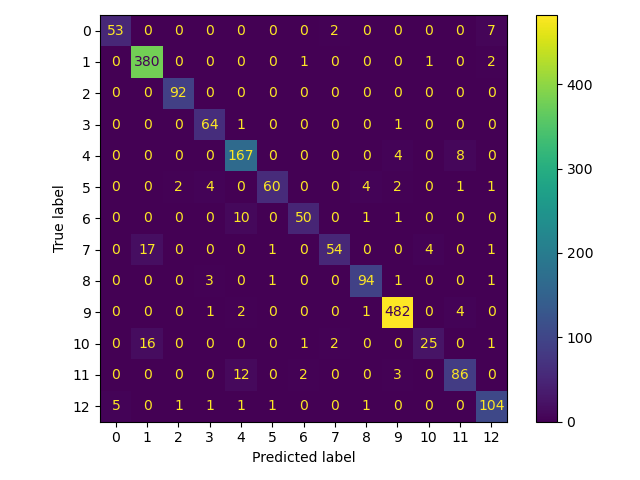 0 53 0 0 0 0 0 0 2 0 0 0 0 7
1 0 380 0 0 0 0 1 0 0 0 1 0 2
2 0 0 92 0 0 0 0 0 0 0 0 0 0
3 0 0 0 64 1 0 0 0 0 1 0 0 0
4 0 0 0 0 167 0 0 0 0 4 0 8 0
5 0 0 2 4 0 60 0 0 4 2 0 1 1
6 0 0 0 0 10 0 50 0 1 1 0 0 0
7 0 17 0 0 0 1 0 54 0 0 4 0 1
8 0 0 0 3 0 1 0 0 94 1 0 0 1
9 0 0 0 1 2 0 0 0 1 482 0 4 0
10 0 16 0 0 0 0 1 2 0 0 25 0 1
11 0 0 0 0 12 0 2 0 0 3 0 86 0
12 5 0 1 1 1 1 0 0 1 0 0 0 104
0 1 2 3 4 5 6 7 8 9 10 11 12
Predicted label
True label
400
300
200
100
0